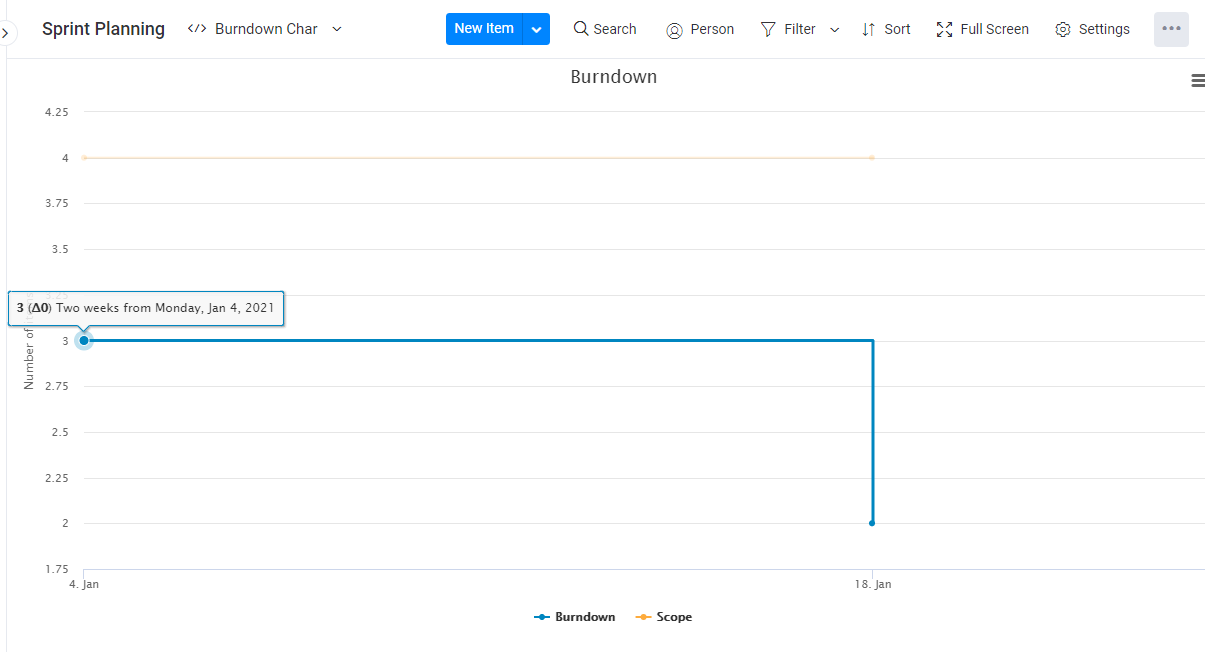 Sprint Planning
Burndown Char
New Item
Search
Person
Filter
Sort
Full Screen
Settings
Burndown
4.25
4
3.75
3.5
3.25
3 (Δ0) Two weeks from Monday, Jan 4, 2021
Number of
3
2.75
2.5
2.25
2
1.75
4. Jan
18. Jan
Burndown
Scope